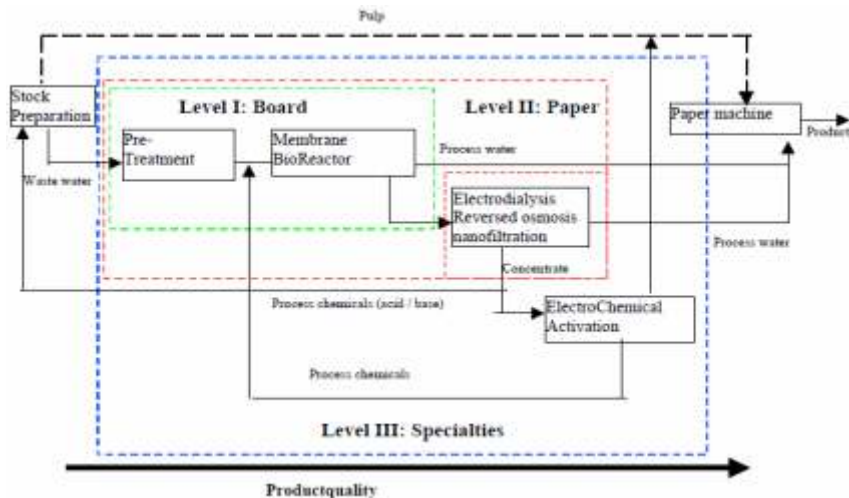 Pulp
Stock
Preparation
Level I: Board
Level II: Paper
Paper machine
Product
Pre-
Treatment
Membrane
BioReactor
Process water
Waste water
Electrodialysis
Reversed osmosis
nanofiltration
Process water
Concentrate
Process chemicals (acid / base)
ElectroChemical
Activation
Process chemicals
Level III: Specialties
Productquality